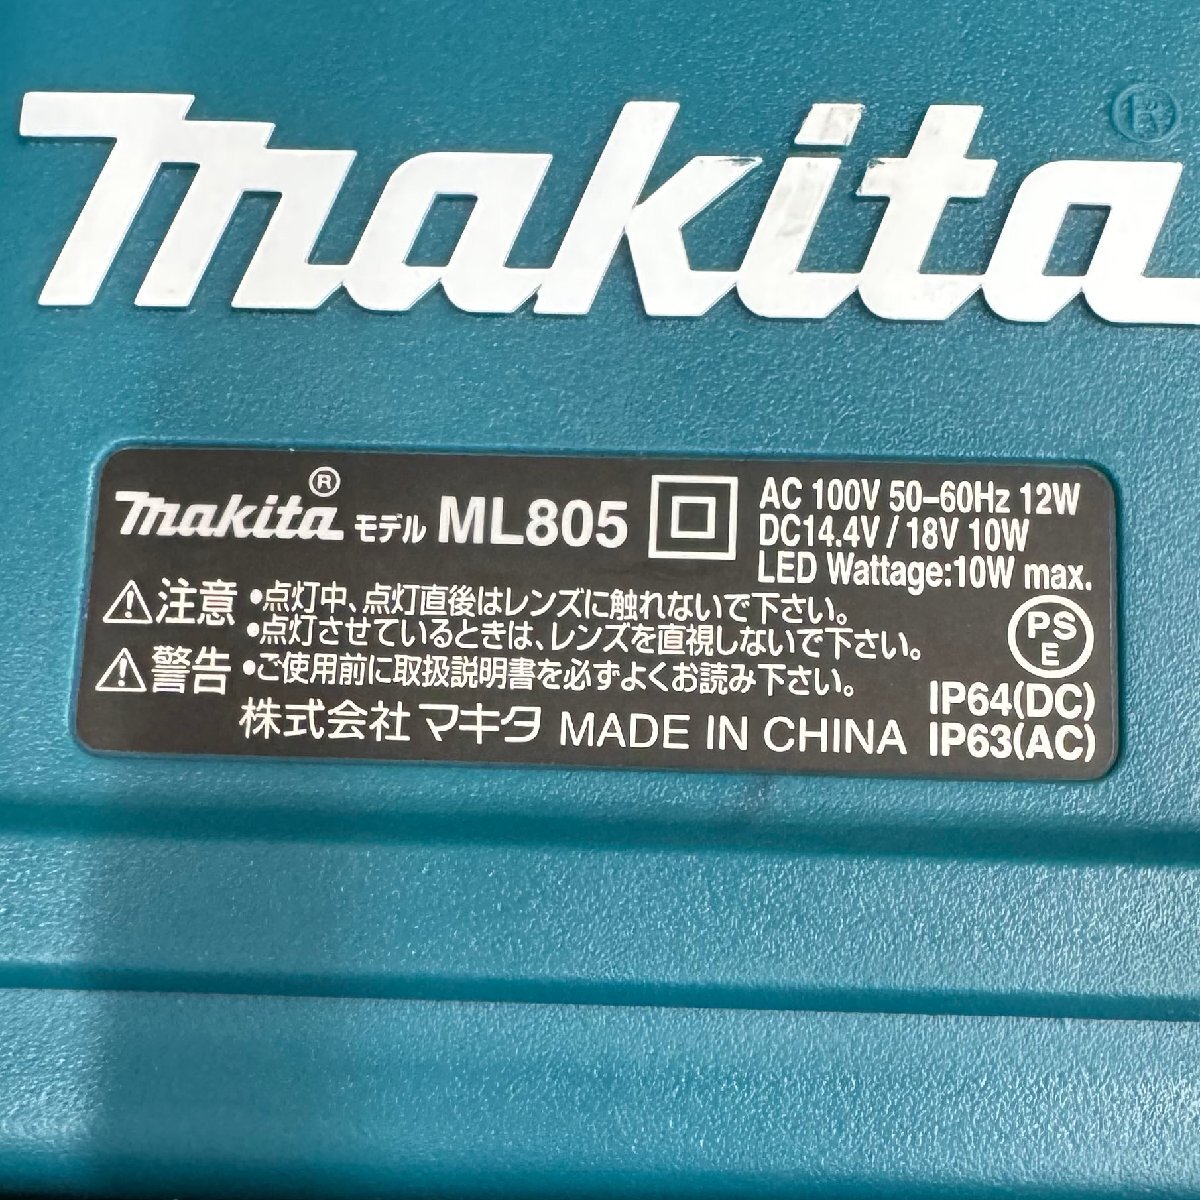 makita®
makita® モデル ML805
AC 100V 50-60Hz 12W
DC14.4V / 18V 10W
LED Wattage:10W max.
注意 •点灯中、点灯直後はレンズに触れないで下さい。
•点灯させているときは、レンズを直視しないで下さい。
警告 •ご使用前に取扱説明書を必ずよくお読み下さい。
PS
E
IP64(DC)
株式会社 マキタ MADE IN CHINA IP63(AC)